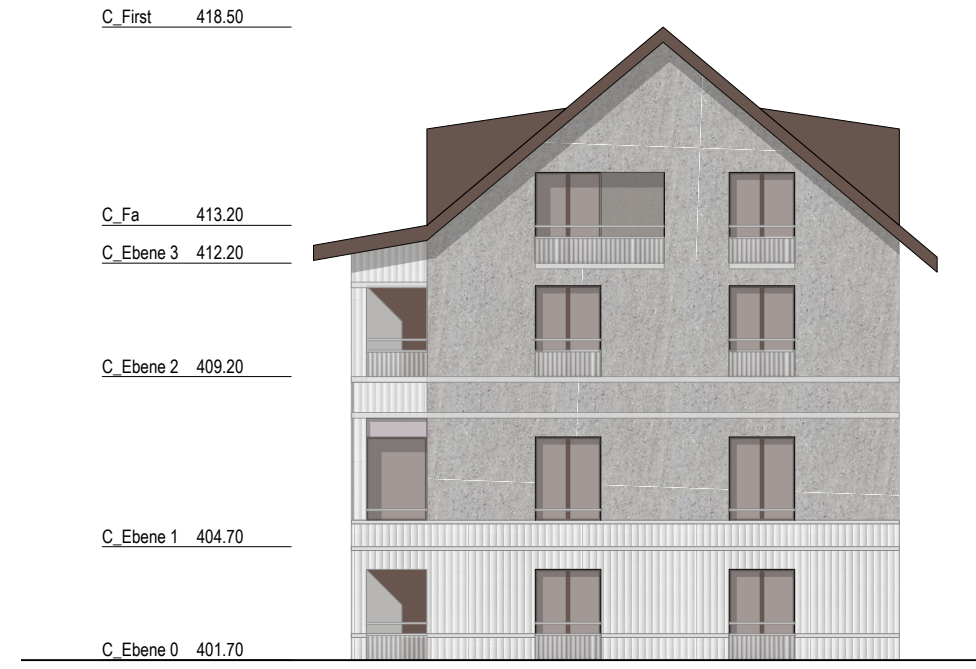 C_First 418.50
C_Fa 413.20
C_Ebene 3 412.20
C_Ebene 2 409.20
C_Ebene 1 404.70
C_Ebene 0 401.70